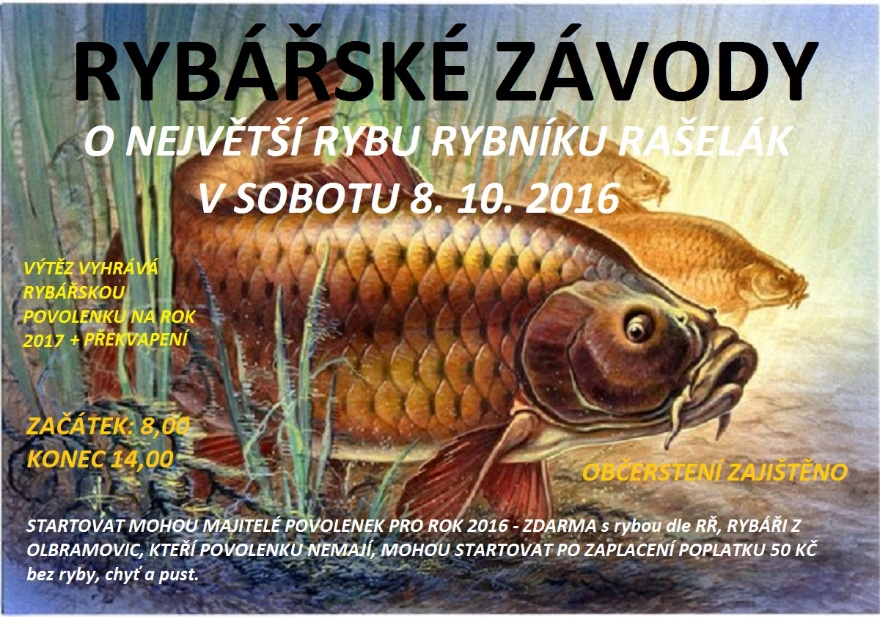 RYBÁŘSKÉ ZÁVODY
O NEJVĚTŠÍ RYBU RYBNÍKU RAŠELÁK
V SOBOTU 8. 10. 2016
VÝTĚZ VYHRÁVÁ
RYBÁŘSKOU
POVOLENKU NA ROK
2017 + PŘEKVAPENÍ
ZAČÁTEK: 8,00
KONEC 14,00
OBČERSTENÍ ZAJIŠTĚNO
STARTOVAT MOHOU MAJITELÉ POVOLENEK PRO ROK 2016 - ZDARMA s rybou dle RŘ, RYBÁŘI Z
OLBRAMOVIC, KTEŘÍ POVOLENKU NEMAJÍ, MOHOU STARTOVAT PO ZAPLACENÍ POPLATKU 50 KČ
bez ryby, chyť a pust.